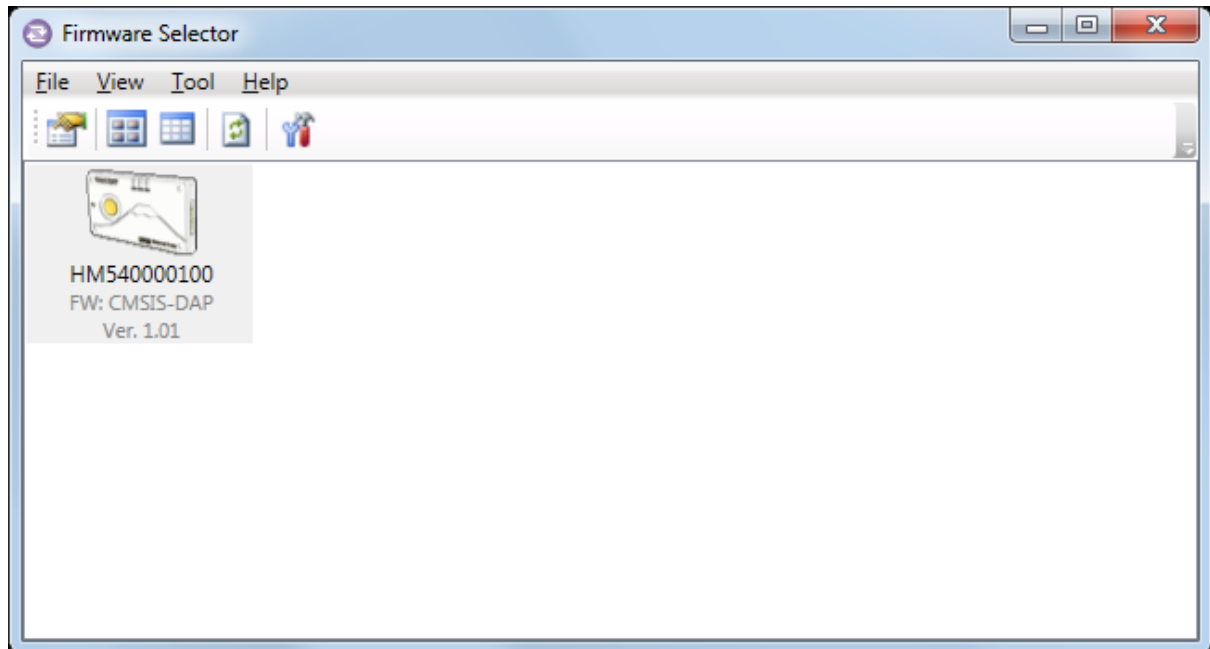 Firmware Selector
File View Tool Help
HM540000100
FW: CMSIS-DAP
Ver. 1.01